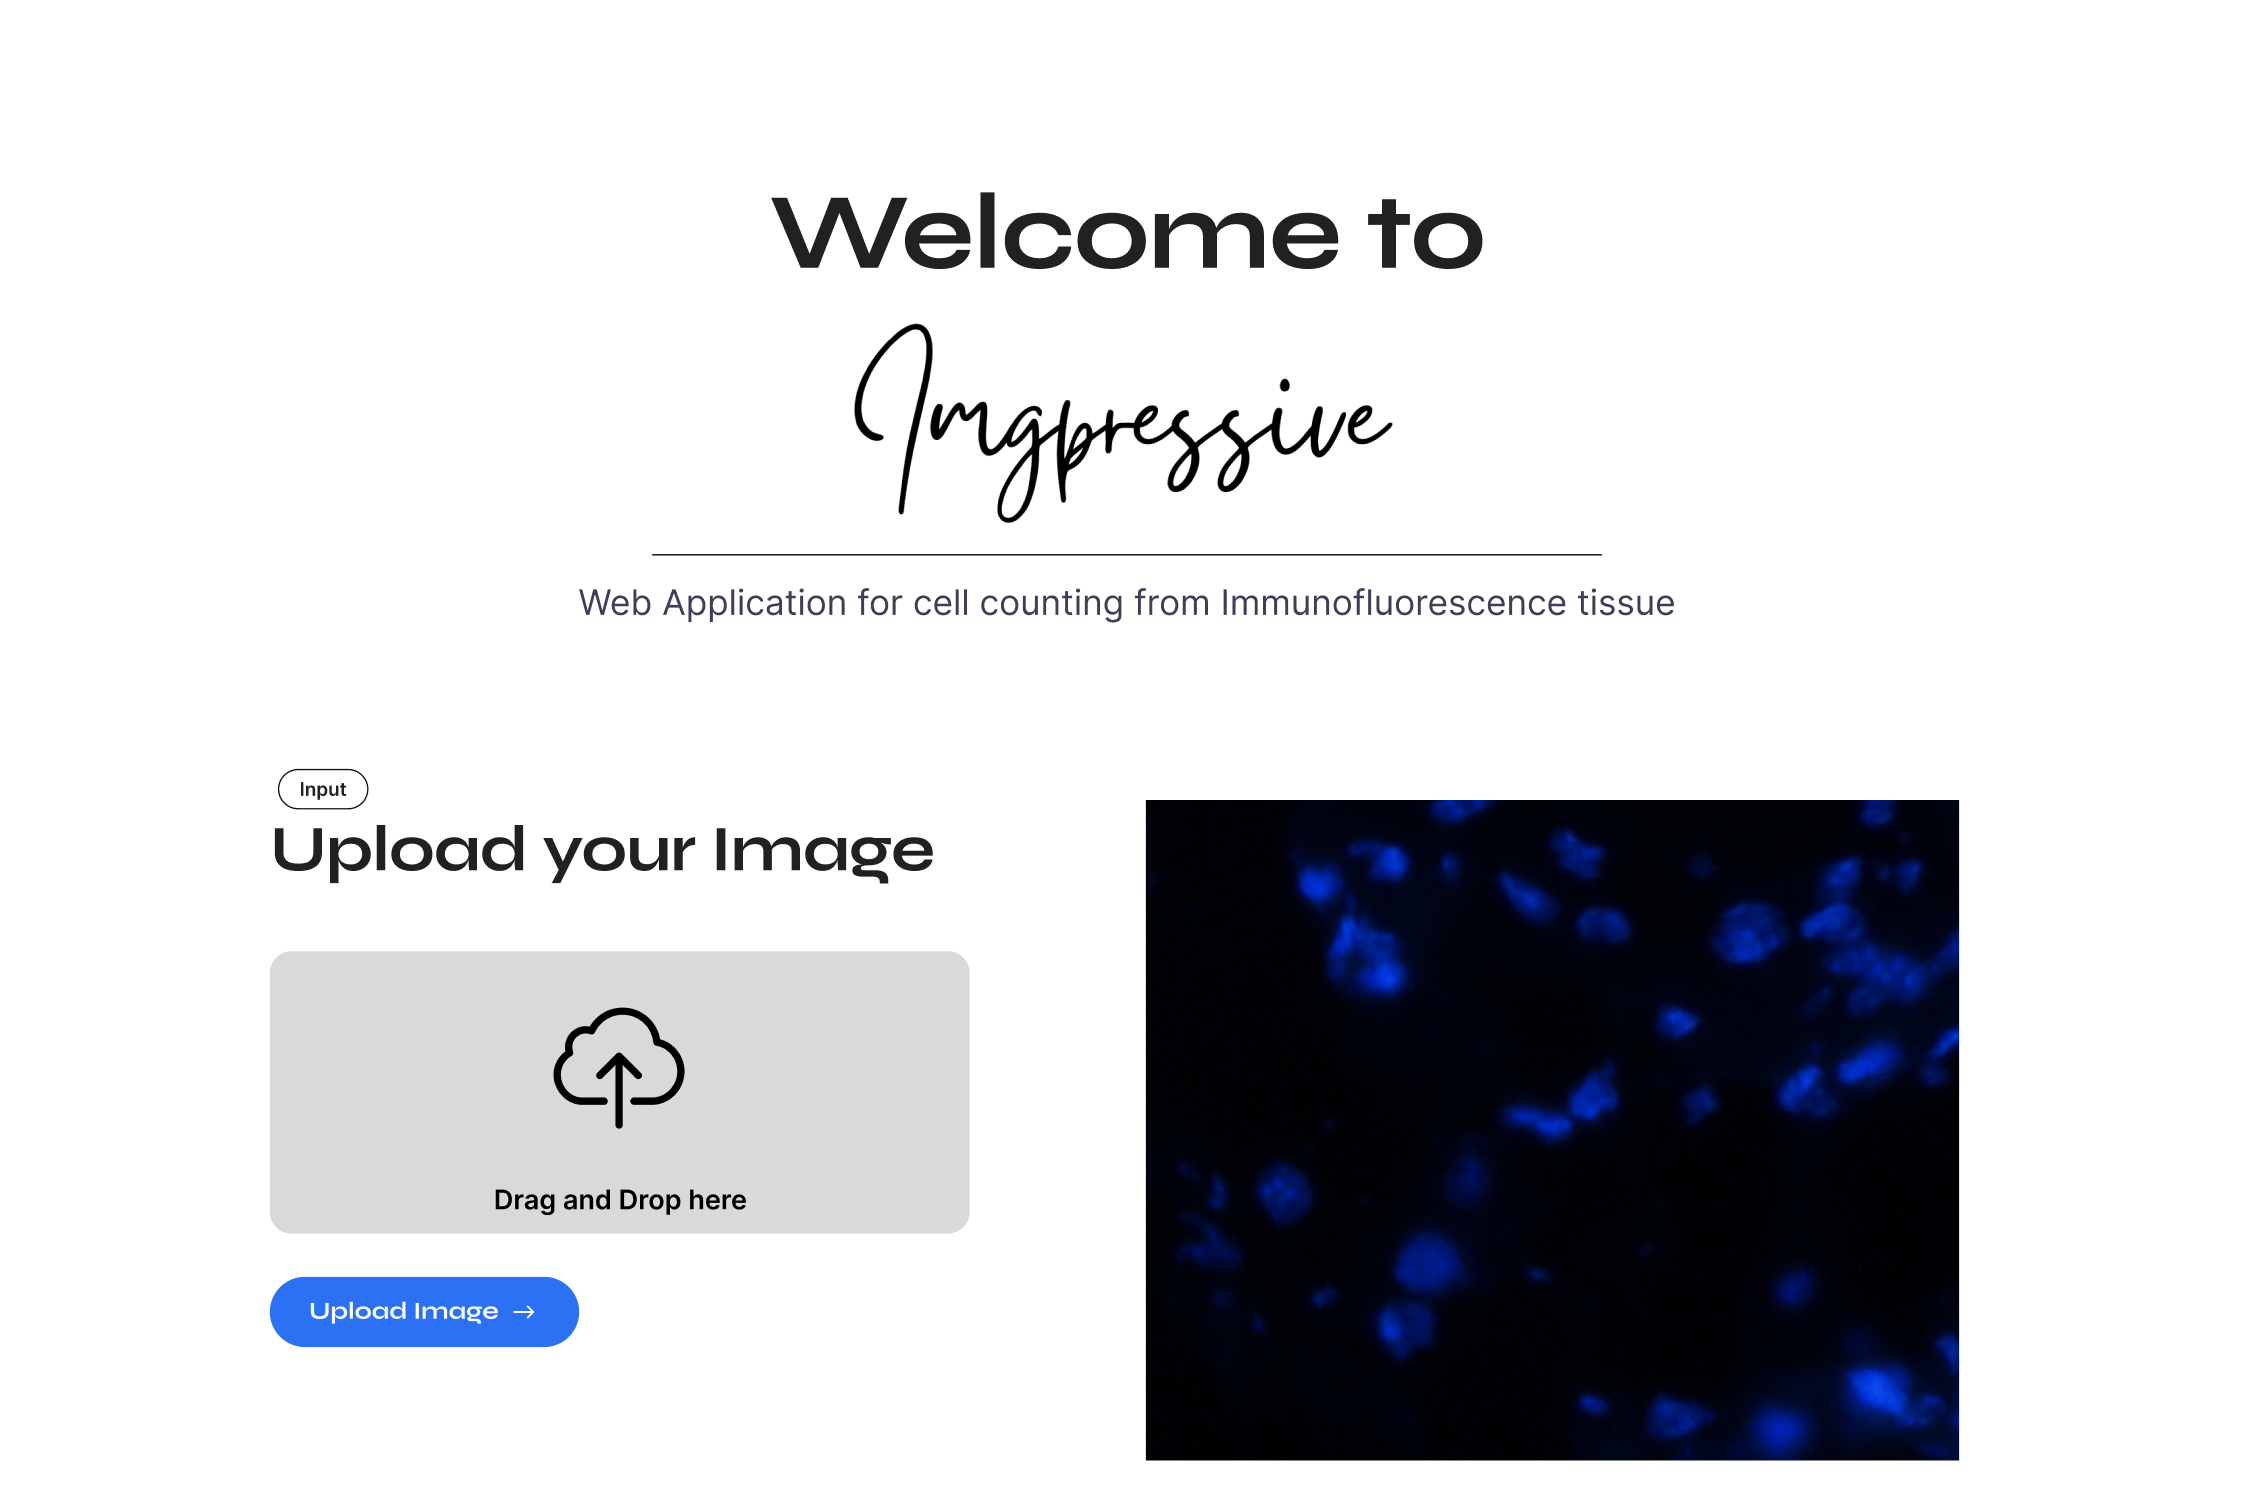 Welcome to
Imgpressive
Web Application for cell counting from Immunofluorescence tissue
Input
Upload your Image
Drag and Drop here
Upload Image →